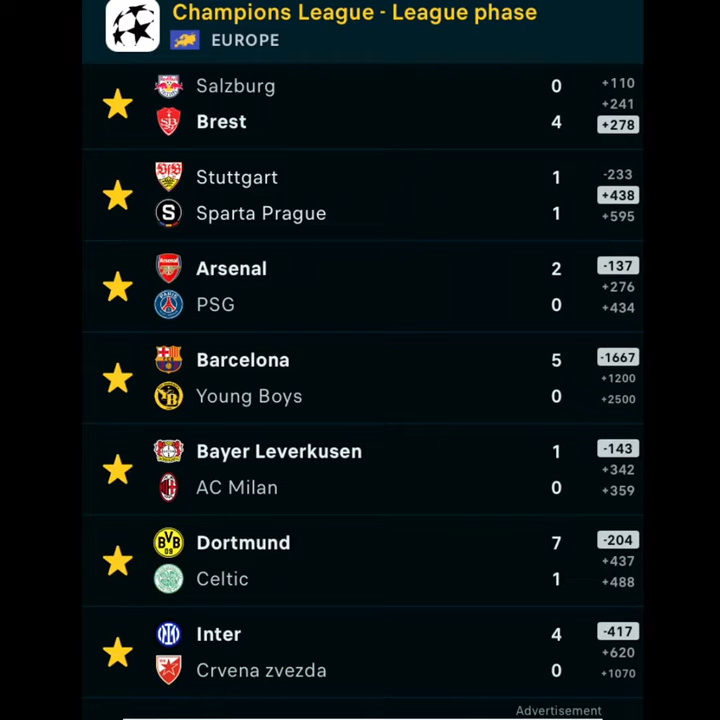 Champions League - League phase
EUROPE
Salzburg 0 +110
+241
Brest 4 +278
Stuttgart 1 -233
+438
Sparta Prague 1 +595
Arsenal 2 -137
+276
PSG 0 +434
Barcelona 5 -1667
+1200
Young Boys 0 +2500
Bayer Leverkusen 1 -143
+342
AC Milan 0 +359
Dortmund 7 -204
+437
Celtic 1 +488
Inter 4 -417
+620
Crvena zvezda 0 +1070
Advertisement